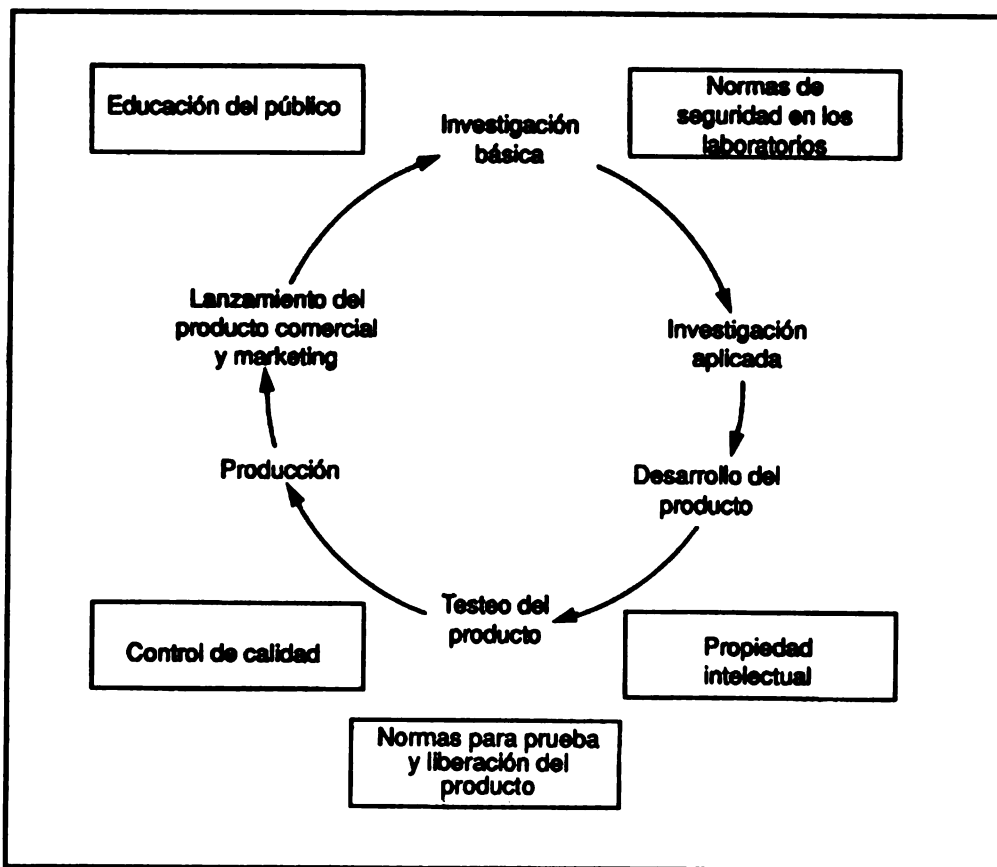 Educación del público
Normas de
seguridad en los
laboratorios
Investigación
básica
Lanzamiento del
producto comercial
y marketing
Investigación
aplicada
Producción
Desarrollo del
producto
Testeo del
producto
Control de calidad
Propiedad
intelectual
Normas para prueba
y liberación del
producto